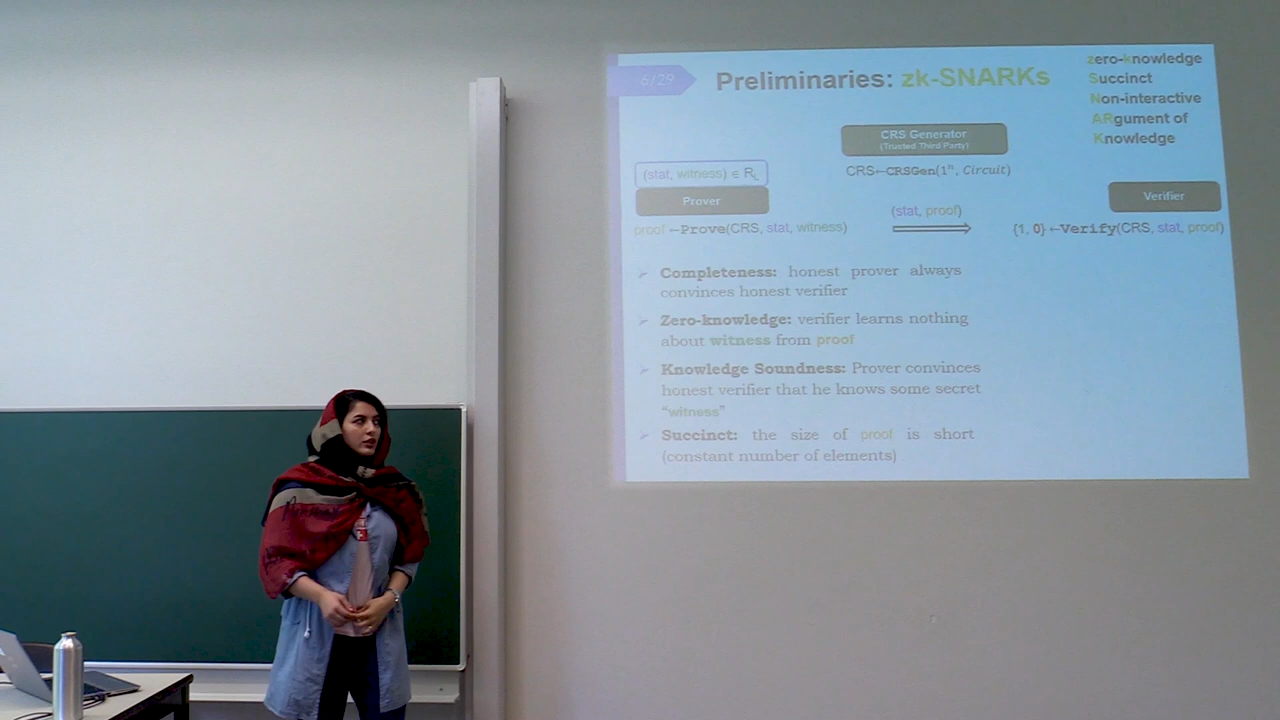 6/29
Preliminaries: zk-SNARKs
zero-knowledge
Succinct
Non-interactive
ARgument of
Knowledge
CRS Generator
(Trusted Third Party)
CRS←CRSGen(1ⁿ, Circuit)
(stat, witness) ∈ R_L
Prover
proof ←Prove(CRS, stat, witness)
(stat, proof)
Verifier
{1, 0} ←Verify(CRS, stat, proof)
➢ Completeness: honest prover always
convinces honest verifier
➢ Zero-knowledge: verifier learns nothing
about witness from proof
➢ Knowledge Soundness: Prover convinces
honest verifier that he knows some secret
“witness”
➢ Succinct: the size of proof is short
(constant number of elements)